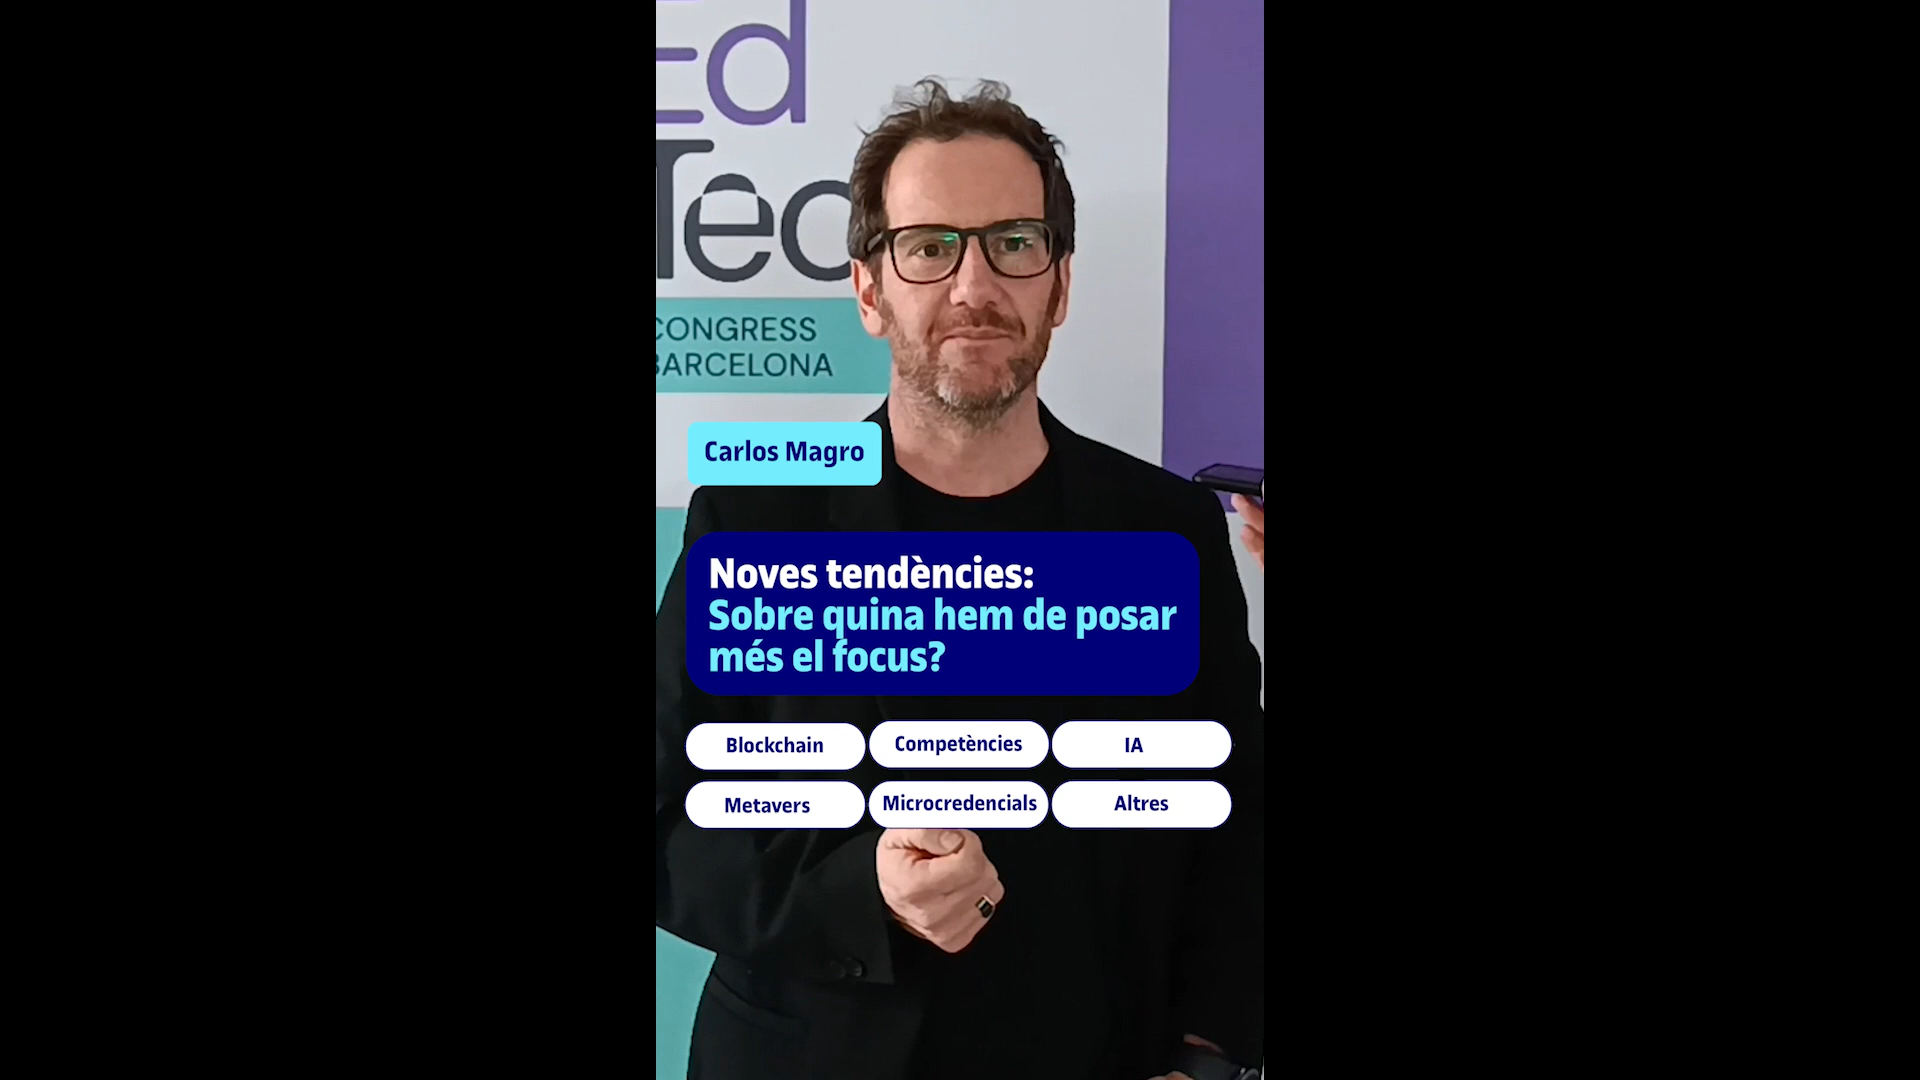 Ed
Tec
CONGRESS
BARCELONA
Carlos Magro
Noves tendències:
Sobre quina hem de posar
més el focus?
Blockchain
Competències
IA
Metavers
Microcredencials
Altres